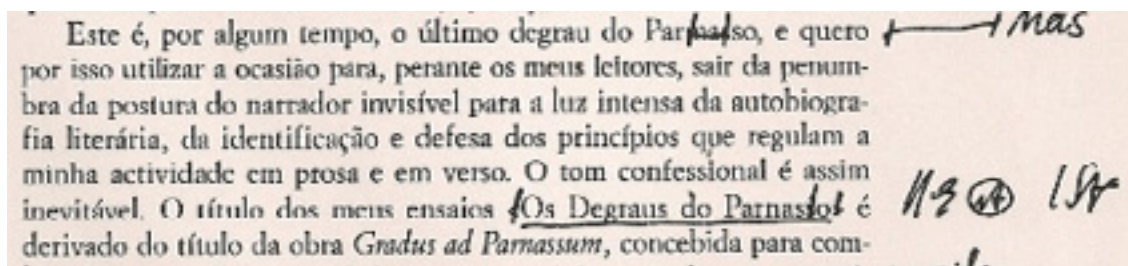 Este é, por algum tempo, o último degrau do Parnasso, e quero nas
por isso utilizar a ocasião para, perante os meus leitores, sair da penum-
bra da postura do narrador invisível para a luz intensa da autobiogra-
fia literária, da identificação e defesa dos princípios que regulam a
minha actividade em prosa e em verso. O tom confessional é assim
inevitável. O título dos meus ensaios Os Degraus do Parnasso é
derivado do título da obra Gradus ad Parnassum, concebida para com-